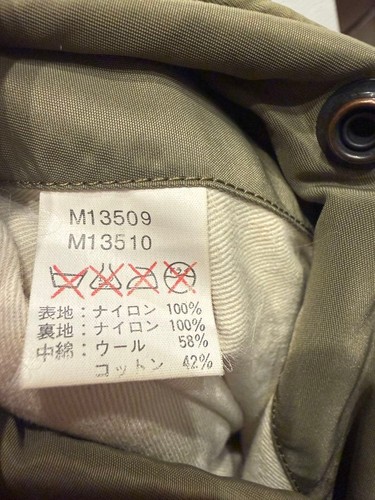 M13509
M13510
表地：ナイロン 100%
裏地：ナイロン 100%
中綿：ウール 58%
コットン 42%